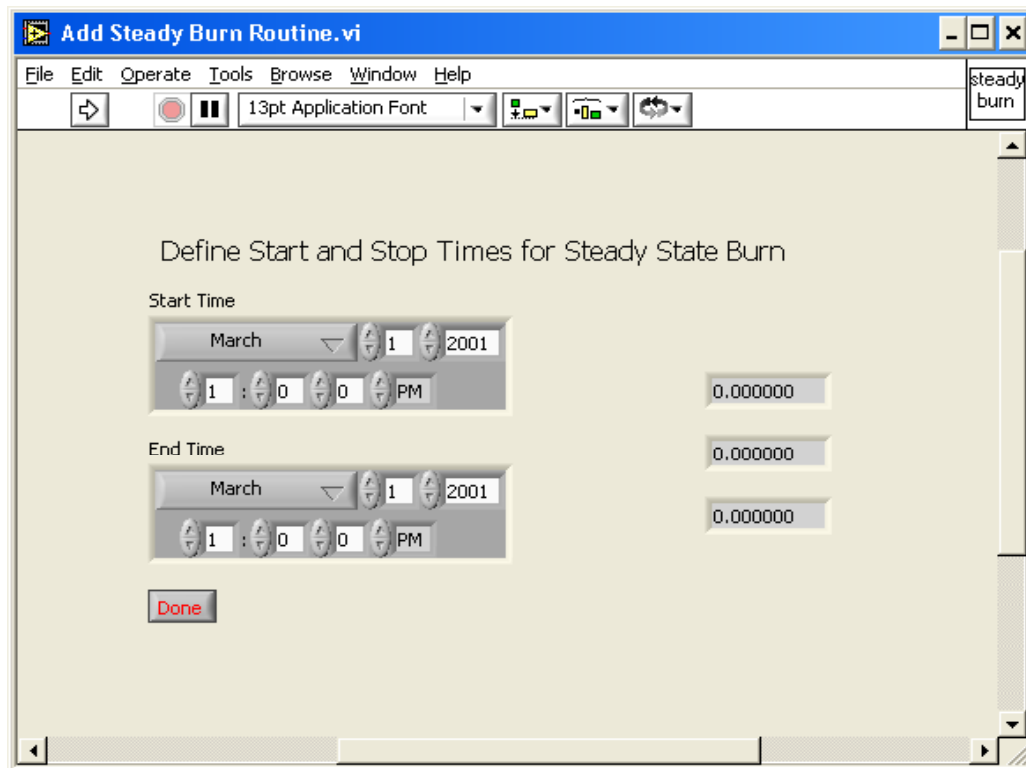 Add Steady Burn Routine.vi
File Edit Operate Tools Browse Window Help
steady
burn
13pt Application Font
Define Start and Stop Times for Steady State Burn
Start Time
March 1 2001
1 : 0 0 PM
0.000000
End Time
0.000000
March 1 2001
0.000000
1 : 0 0 PM
Done